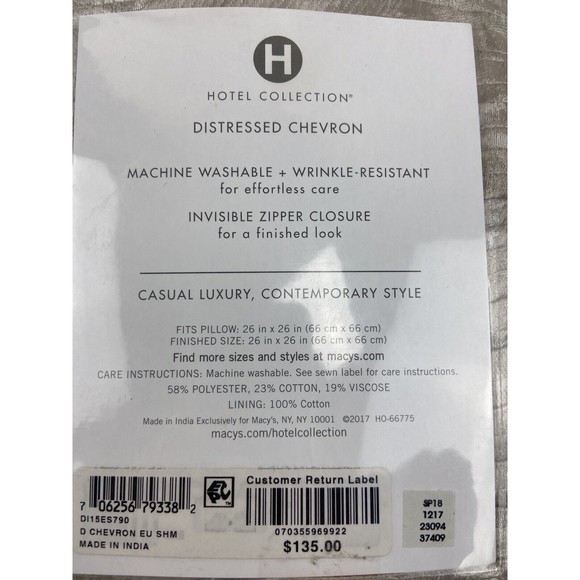 H
HOTEL COLLECTION®
DISTRESSED CHEVRON
MACHINE WASHABLE + WRINKLE-RESISTANT
for effortless care
INVISIBLE ZIPPER CLOSURE
for a finished look
CASUAL LUXURY, CONTEMPORARY STYLE
FITS PILLOW: 26 in x 26 in (66 cm x 66 cm)
FINISHED SIZE: 26 in x 26 in (66 cm x 66 cm)
Find more sizes and styles at macys.com
CARE INSTRUCTIONS: Machine washable. See sewn label for care instructions.
58% POLYESTER, 23% COTTON, 19% VISCOSE
LINING: 100% Cotton
Made in India Exclusively for Macy's, NY, NY 10001 ©2017 HO-66775
macys.com/hotelcollection
7 06256 79338 2
DI15ES790
D CHEVRON EU SHM
MADE IN INDIA
Customer Return Label
070355969922
$135.00
SP18
1217
23094
37409